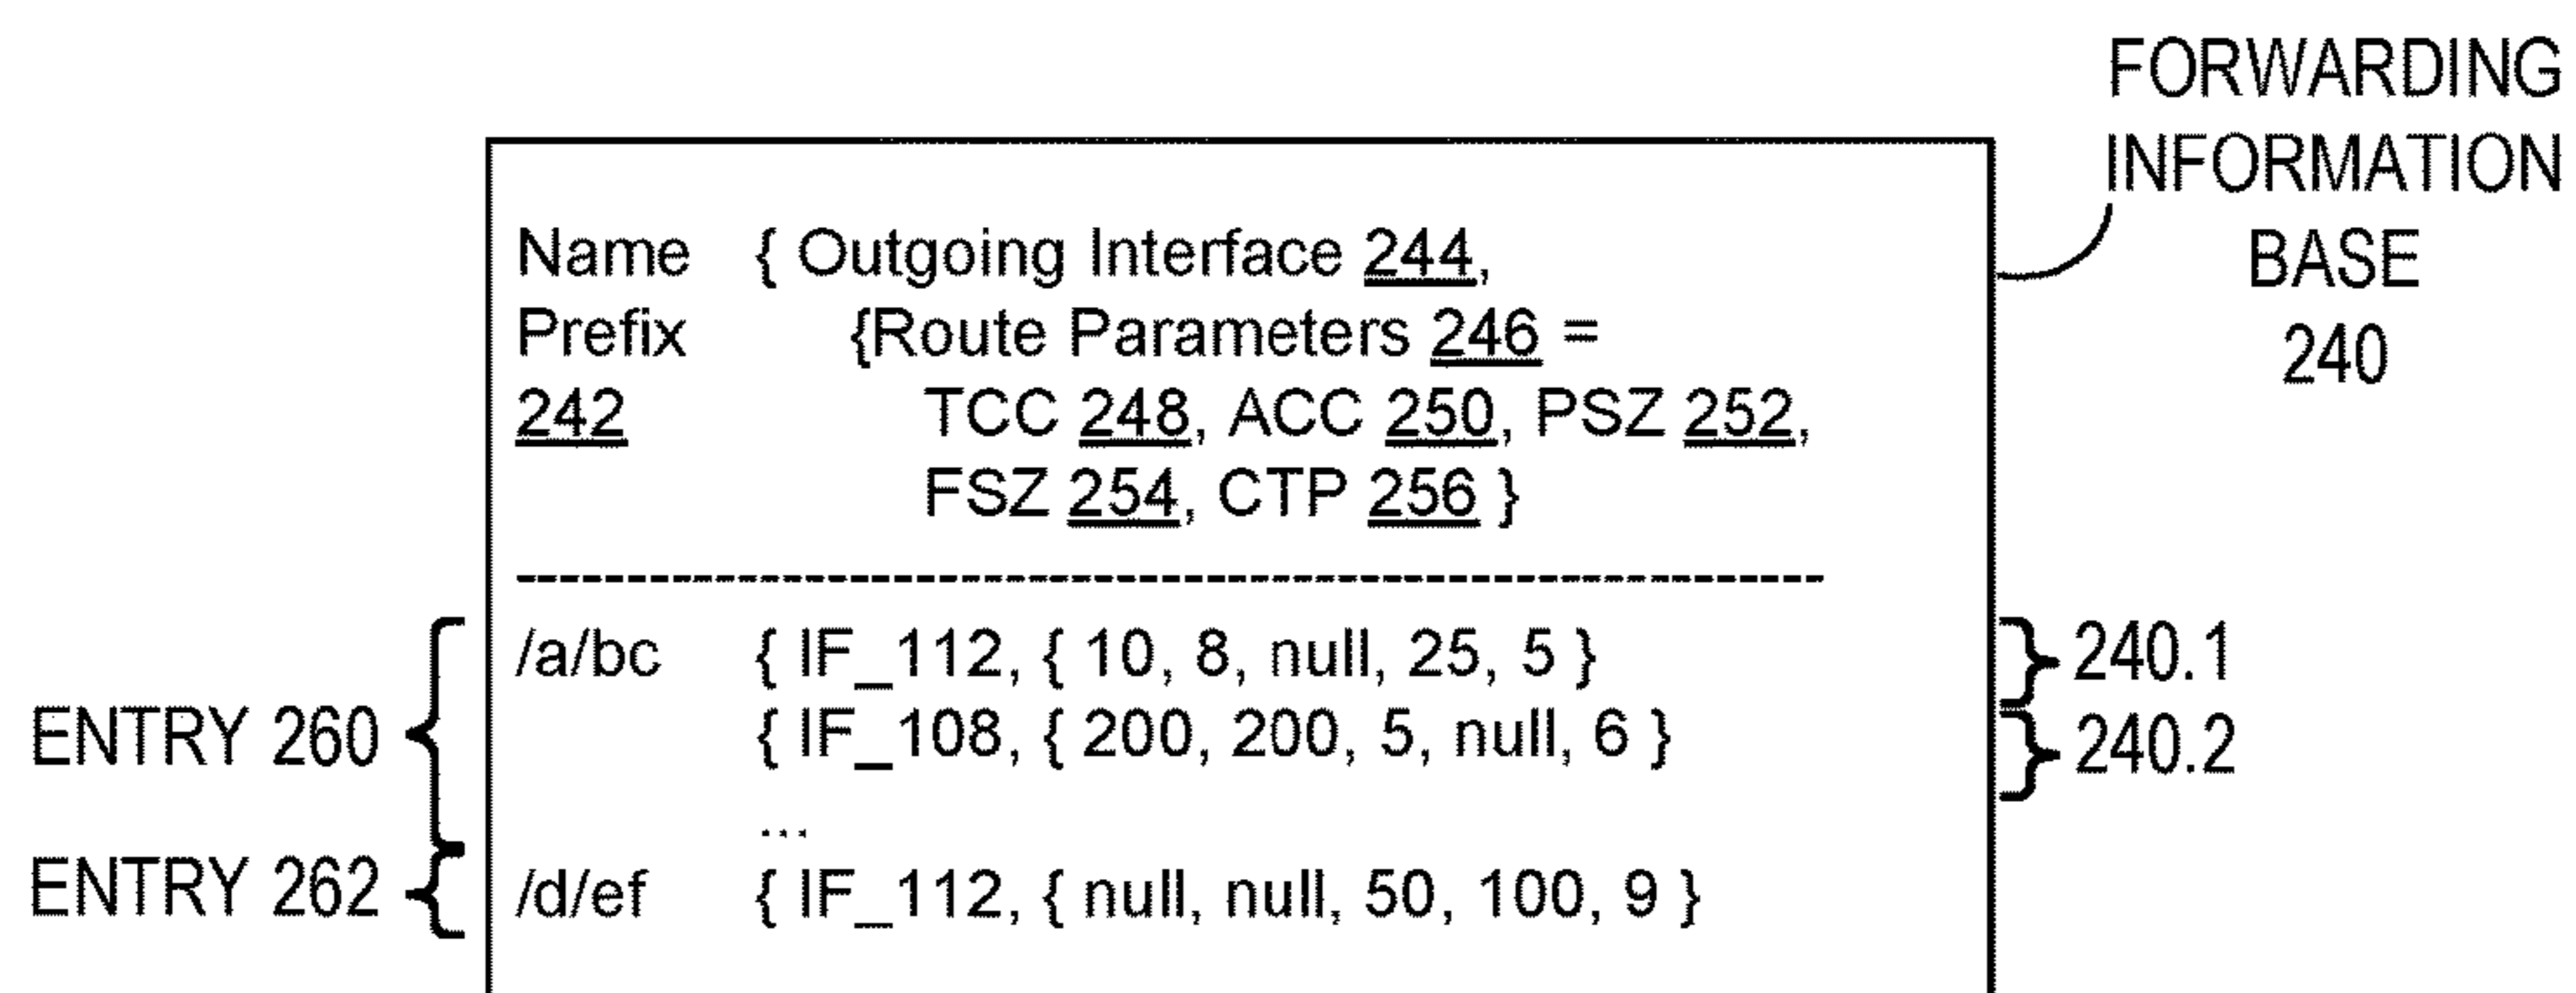 FORWARDING
INFORMATION
BASE
240
Name { Outgoing Interface 244,
Prefix {Route Parameters 246 =
242 TCC 248, ACC 250, PSZ 252,
FSZ 254, CTP 256 }
--------------------------------------------------------------
/a/bc { IF_112, { 10, 8, null, 25, 5 }
240.1
ENTRY 260
{ IF_108, { 200, 200, 5, null, 6 }
240.2
...
ENTRY 262
/d/ef { IF_112, { null, null, 50, 100, 9 }